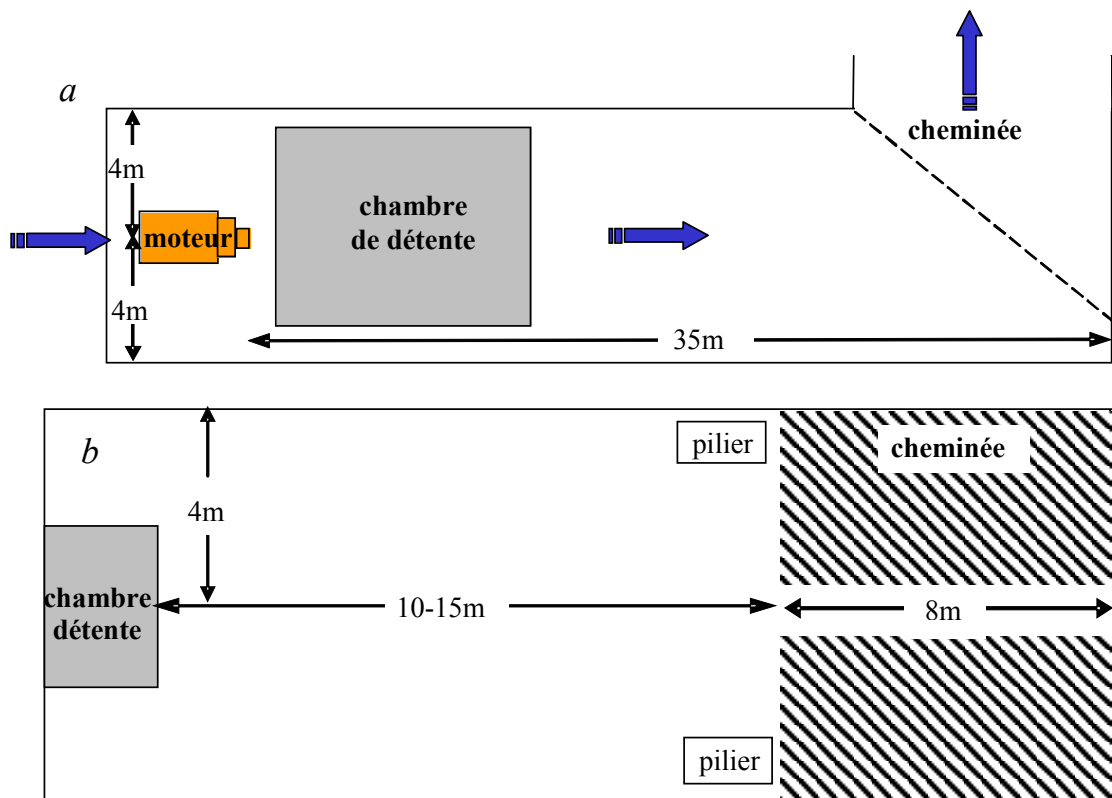 a
cheminée
4m
chambre
de détente
moteur
4m
35m
b
pilier
cheminée
4m
chambre
détente
10-15m
8m
pilier